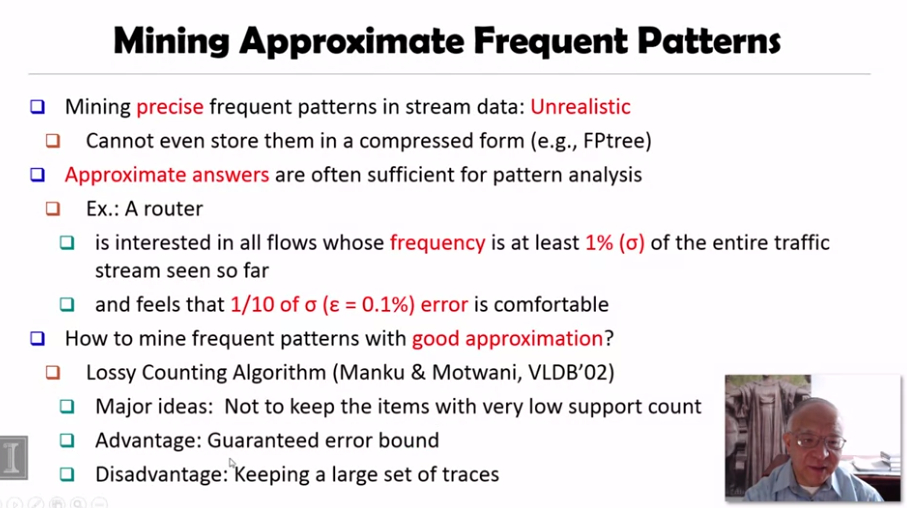 Mining Approximate Frequent Patterns
Mining precise frequent patterns in stream data: Unrealistic
Cannot even store them in a compressed form (e.g., FPtree)
Approximate answers are often sufficient for pattern analysis
Ex.: A router
is interested in all flows whose frequency is at least 1% (σ) of the entire traffic
stream seen so far
and feels that 1/10 of σ (ε = 0.1%) error is comfortable
How to mine frequent patterns with good approximation?
Lossy Counting Algorithm (Manku & Motwani, VLDB’02)
Major ideas: Not to keep the items with very low support count
Advantage: Guaranteed error bound
Disadvantage: Keeping a large set of traces
I